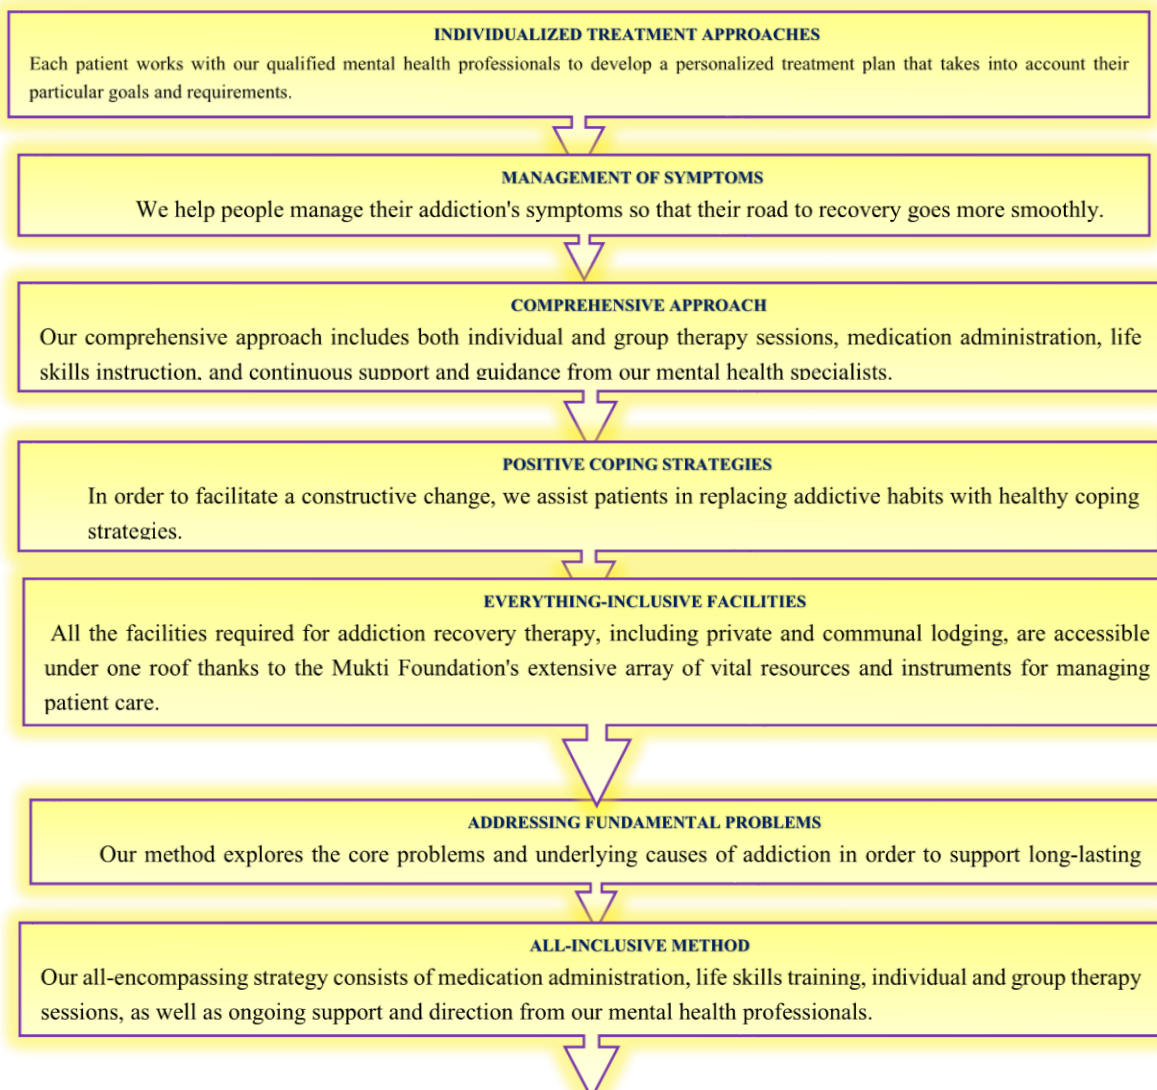 INDIVIDUALIZED TREATMENT APPROACHES
Each patient works with our qualified mental health professionals to develop a personalized treatment plan that takes into account their
particular goals and requirements.
MANAGEMENT OF SYMPTOMS
We help people manage their addiction's symptoms so that their road to recovery goes more smoothly.
COMPREHENSIVE APPROACH
Our comprehensive approach includes both individual and group therapy sessions, medication administration, life
skills instruction, and continuous support and guidance from our mental health specialists.
POSITIVE COPING STRATEGIES
In order to facilitate a constructive change, we assist patients in replacing addictive habits with healthy coping
strategies.
EVERYTHING-INCLUSIVE FACILITIES
All the facilities required for addiction recovery therapy, including private and communal lodging, are accessible
under one roof thanks to the Mukti Foundation's extensive array of vital resources and instruments for managing
patient care.
ADDRESSING FUNDAMENTAL PROBLEMS
Our method explores the core problems and underlying causes of addiction in order to support long-lasting
ALL-INCLUSIVE METHOD
Our all-encompassing strategy consists of medication administration, life skills training, individual and group therapy
sessions, as well as ongoing support and direction from our mental health professionals.